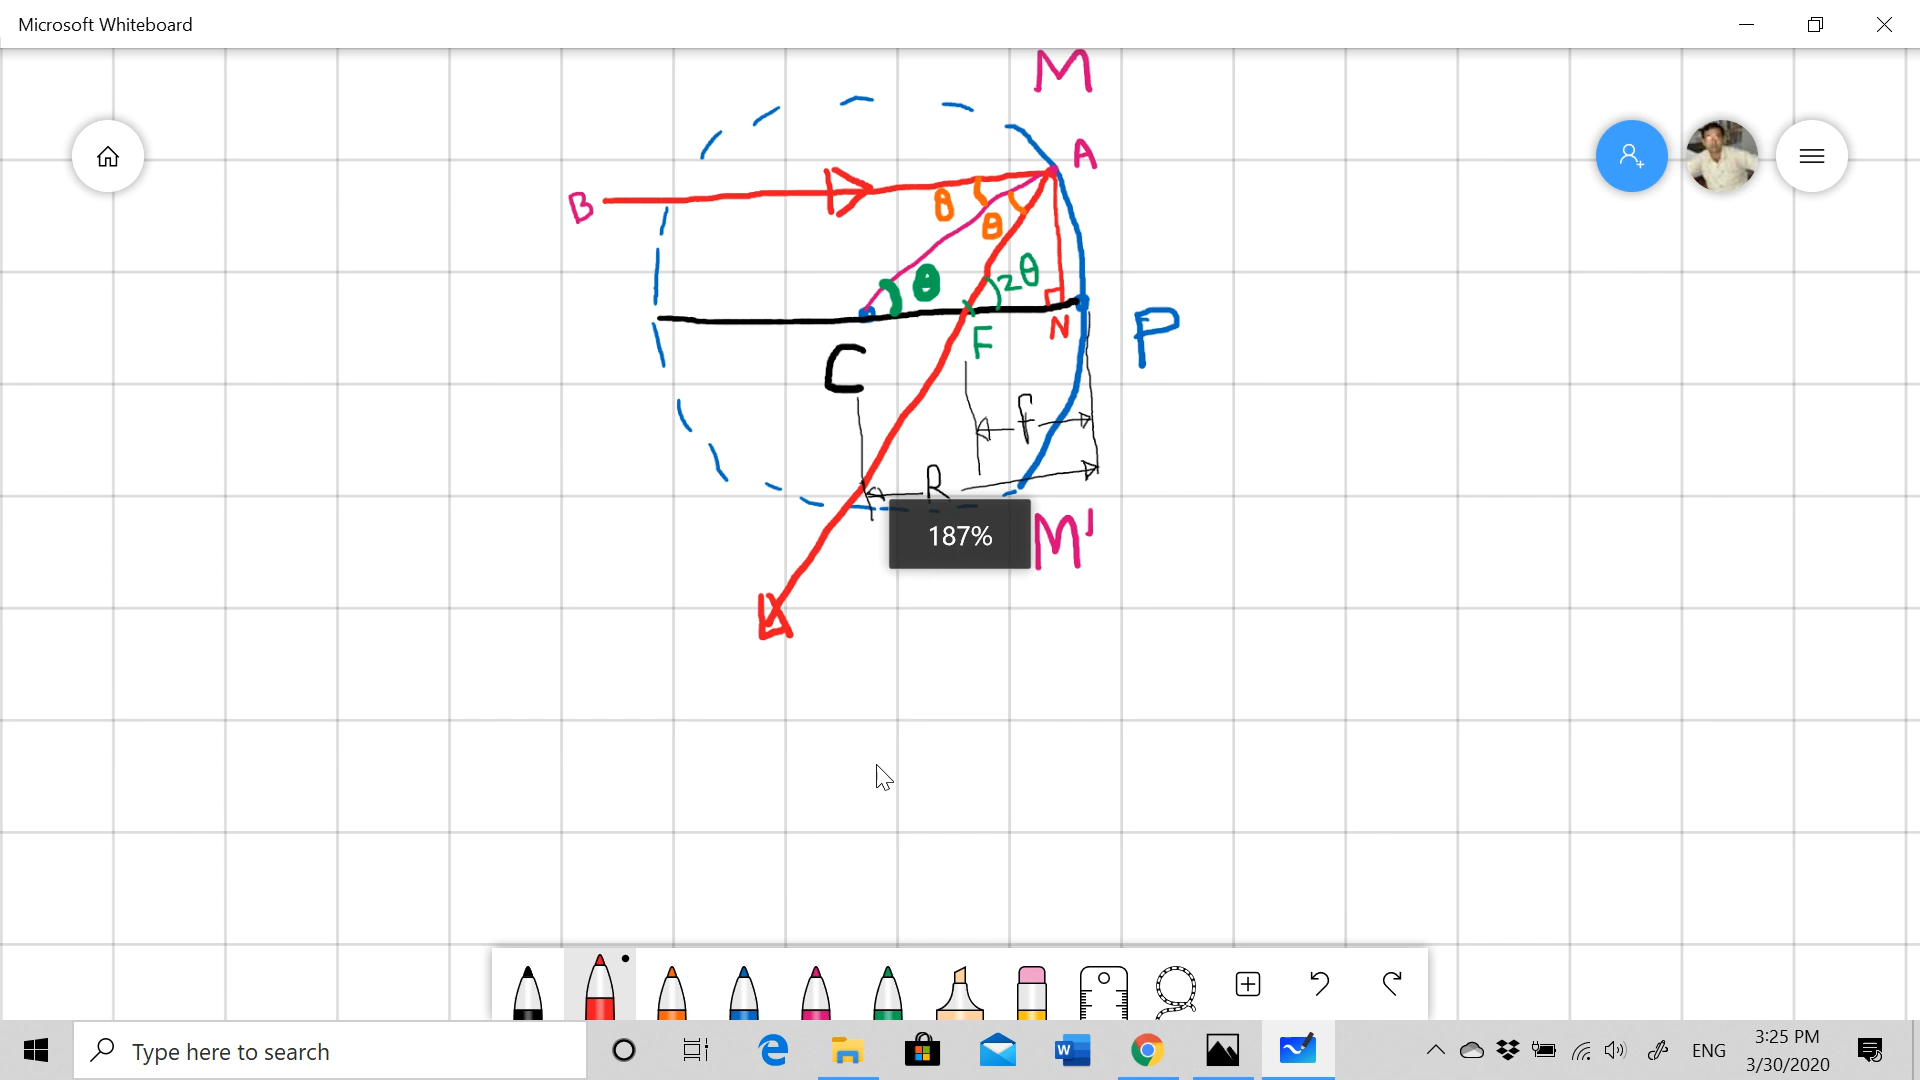 Microsoft Whiteboard
M
A
B
θ
θ
θ
2θ
N
F
P
C
f
R
187%
M'
W
Type here to search
ENG
3:25 PM
3/30/2020